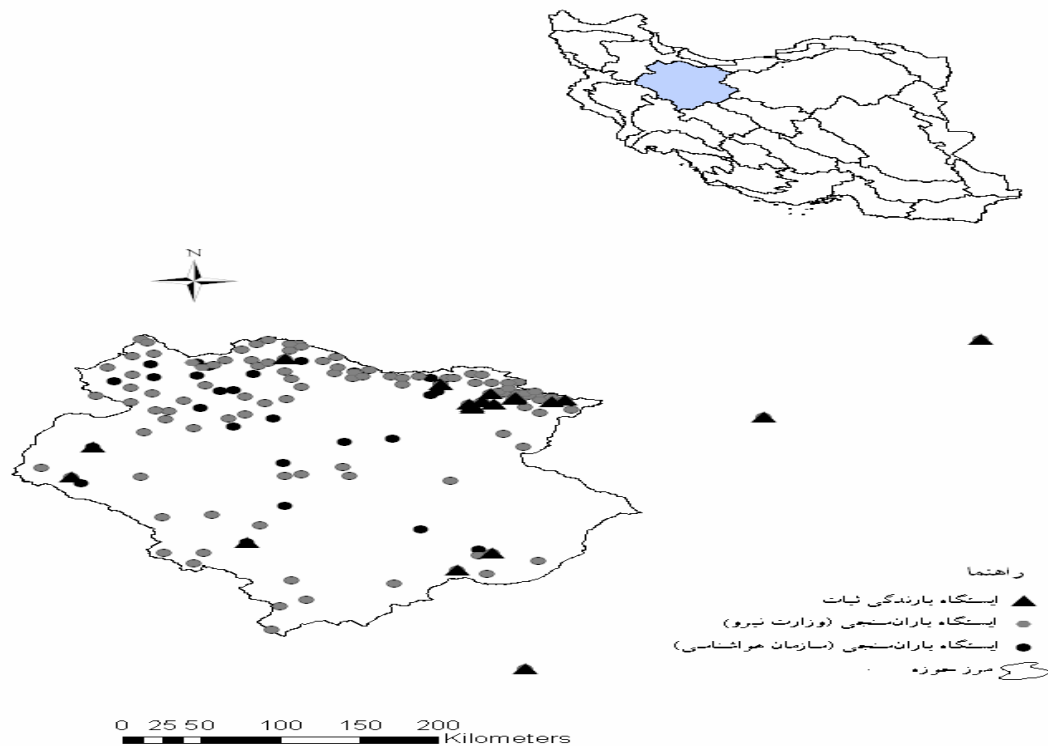 N
راهنما
ایستگاه بارندگی ثبات
ایستگاه باران‌سنجی (وزارت نیرو)
ایستگاه باران‌سنجی (سازمان هواشناسی)
مرز حوزه
0 25 50 100 150 200
Kilometers